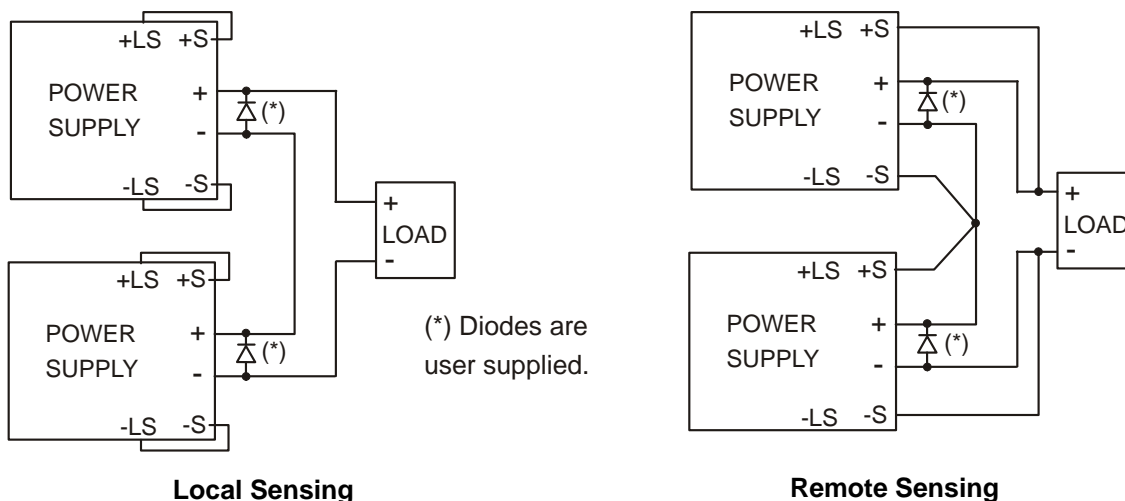 +LS +S
POWER
SUPPLY
+
-
(*)
-LS -S
+LS +S
POWER
SUPPLY
+
-
(*)
-LS -S
+
LOAD
-
(*) Diodes are
user supplied.
Local Sensing
+LS +S
POWER
SUPPLY
+
-
(*)
-LS -S
+LS +S
POWER
SUPPLY
+
-
(*)
-LS -S
+
LOAD
-
Remote Sensing